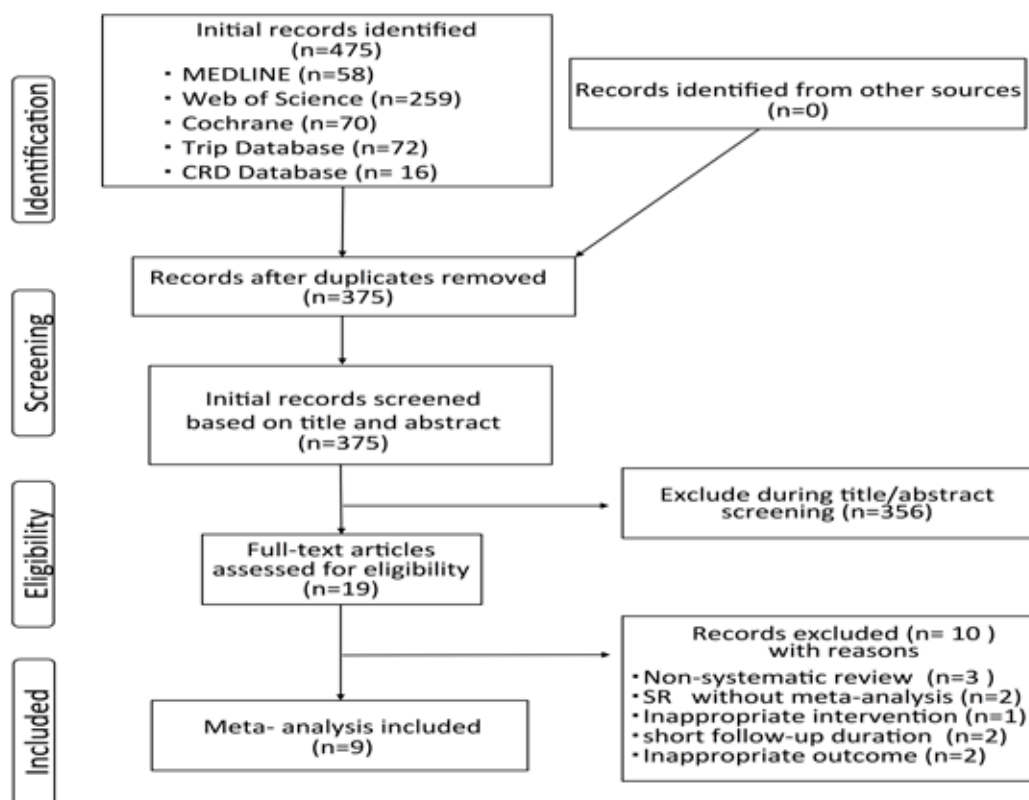 Identification
Initial records identified
(n=475)
· MEDLINE (n=58)
· Web of Science (n=259)
· Cochrane (n=70)
· Trip Database (n=72)
· CRD Database (n= 16)
Records identified from other sources
(n=0)
Screening
Records after duplicates removed
(n=375)
Initial records screened
based on title and abstract
(n=375)
Eligibility
Exclude during title/abstract
screening (n=356)
Full-text articles
assessed for eligibility
(n=19)
Included
Records excluded (n= 10 )
with reasons
·Non-systematic review (n=3 )
·SR without meta-analysis (n=2)
·Inappropriate intervention (n=1)
·short follow-up duration (n=2)
·Inappropriate outcome (n=2)
Meta- analysis included
(n=9)